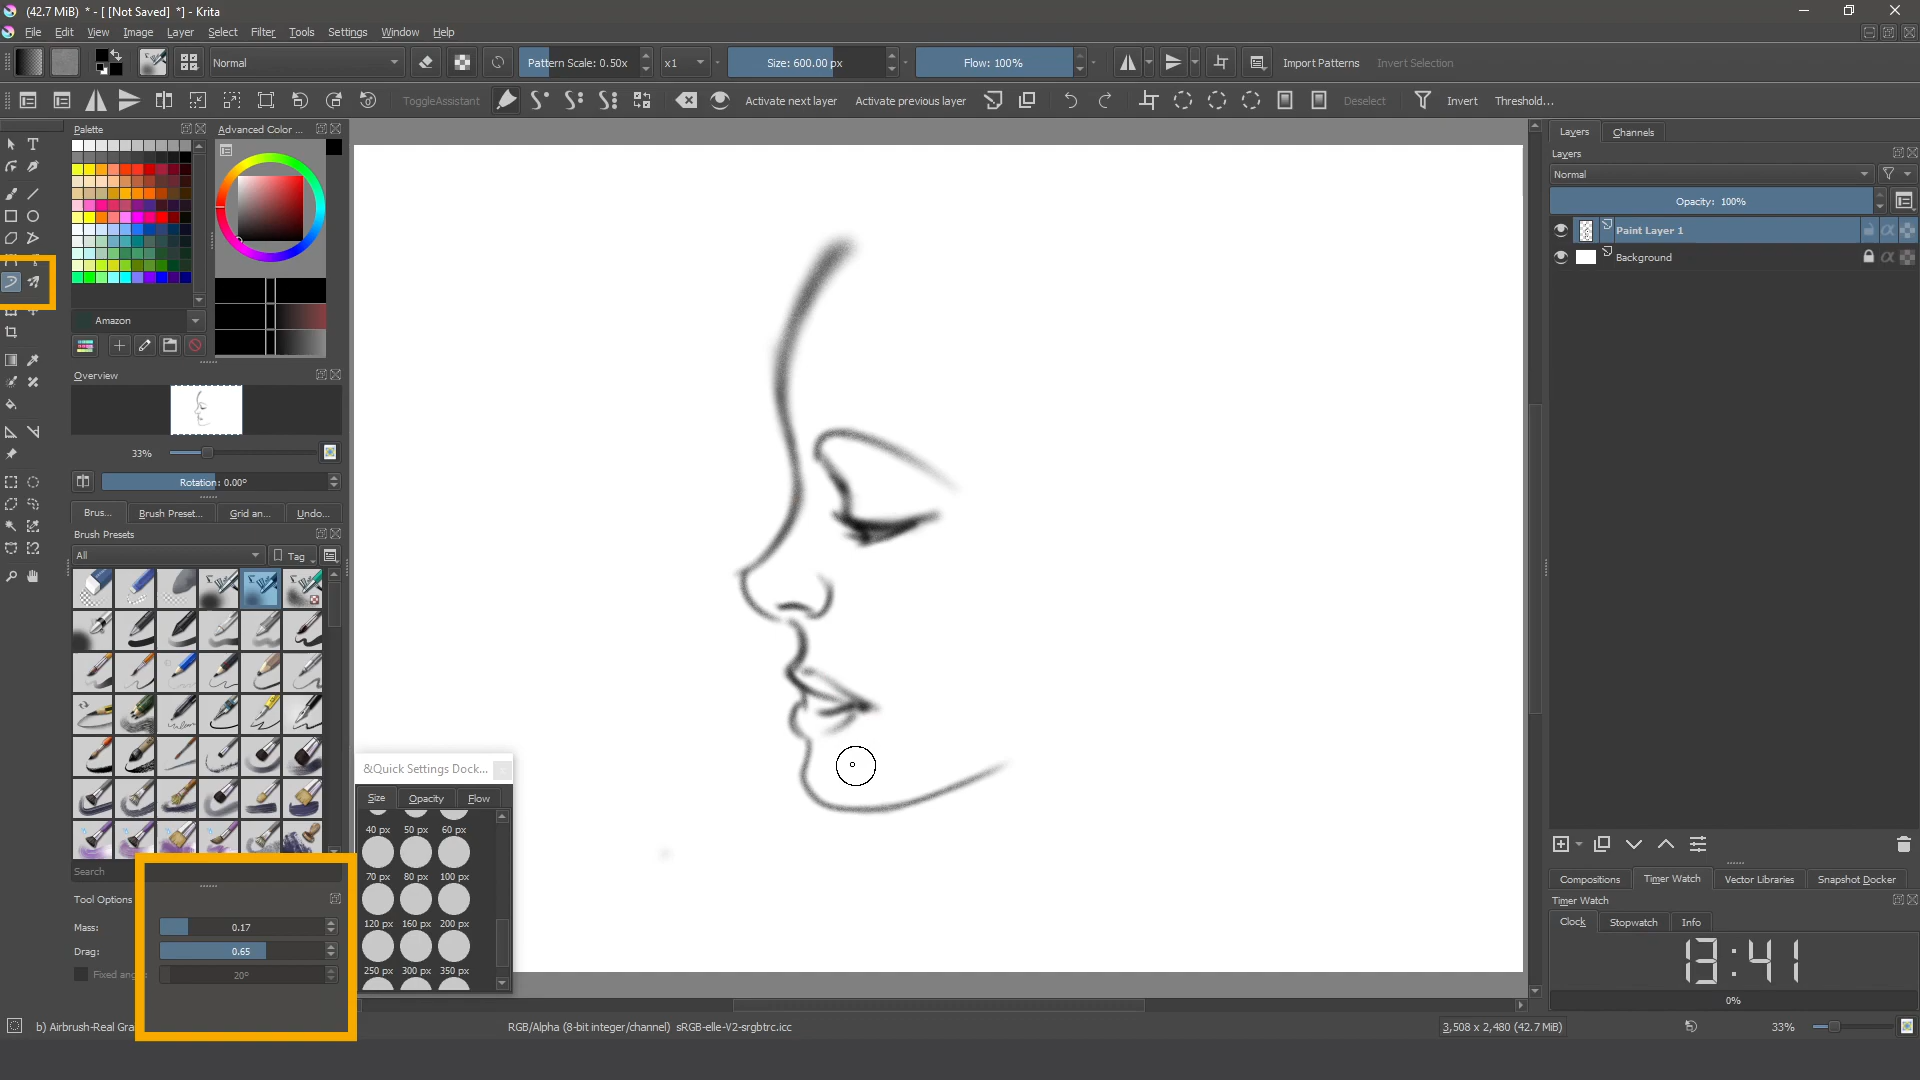 (42.7 MiB) * - [ [Not Saved] *] - Krita
File Edit View Image Layer Select Filter Tools Settings Window Help
Normal Pattern Scale: 0.50x x1 Size: 600.00 px Flow: 100% Import Patterns Invert Selection
ToggleAssistant Activate next layer Activate previous layer Deselect Invert Threshold...
Palette Advanced Color ...
Amazon
Overview
33%
Rotation: 0.00°
Brus... Brush Preset... Grid an... Undo...
Brush Presets
All Tag
Search
Tool Options
Mass: 0.17
Drag: 0.65
Fixed ang 20°
&Quick Settings Dock...
Size Opacity Flow
40 px 50 px 60 px
70 px 80 px 100 px
120 px 160 px 200 px
250 px 300 px 350 px
Layers Channels
Layers
Normal
Opacity: 100%
Paint Layer 1
Background
Compositions Timer Watch Vector Libraries Snapshot Docker
Timer Watch
Clock Stopwatch Info
13:41
0%
b) Airbrush-Real Gra
RGB/Alpha (8-bit integer/channel) sRGB-elle-V2-srgbtrc.icc
3,508 x 2,480 (42.7 MiB)
33%